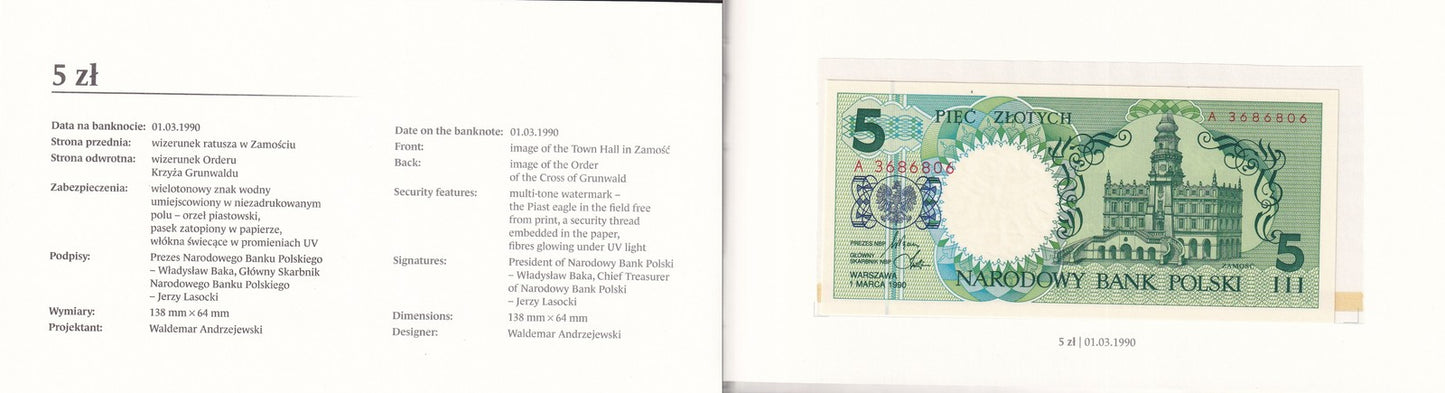 5 zł
Data na banknocie: 01.03.1990
Strona przednia: wizerunek ratusza w Zamościu
Strona odwrotna: wizerunek Orderu
Krzyża Grunwaldu
Zabezpieczenia: wielotonowy znak wodny
umiejscowiony w niezadrukowanym
polu – orzeł piastowski,
pasek zatopiony w papierze,
włókna świecące w promieniach UV
Podpisy: Prezes Narodowego Banku Polskiego
– Władysław Baka, Główny Skarbnik
Narodowego Banku Polskiego
– Jerzy Lasocki
Wymiary: 138 mm × 64 mm
Projektant: Waldemar Andrzejewski
Date on the banknote: 01.03.1990
Front: image of the Town Hall in Zamość
Back: image of the Order
of the Cross of Grunwald
Security features: multi-tone watermark –
the Piast eagle in the field free
from print, a security thread
embedded in the paper,
fibres glowing under UV light
Signatures: President of Narodowy Bank Polski
– Władysław Baka, Chief Treasurer
of Narodowy Bank Polski
– Jerzy Lasocki
Dimensions: 138 mm × 64 mm
Designer: Waldemar Andrzejewski
5
PIĘĆ ZŁOTYCH
A 3686806
A 3686806
PREZES NBP
GŁÓWNY
SKARBNIK NBP
WARSZAWA
1 MARCA 1990
ZAMOŚĆ
5
NARODOWY BANK POLSKI
5 zł | 01.03.1990